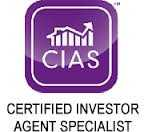 CIAS
CERTIFIED INVESTOR
AGENT SPECIALIST